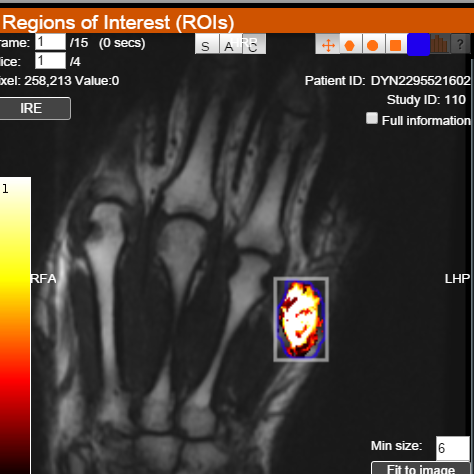 Regions of Interest (ROIs)
rame: 1 /15 (0 secs)
S A C
?
lice: 1 /4
xel: 258,213 Value:0
Patient ID: DYN2295521602
Study ID: 110
IRE
Full information
1
RFA
LHP
Min size: 6
Fit to image